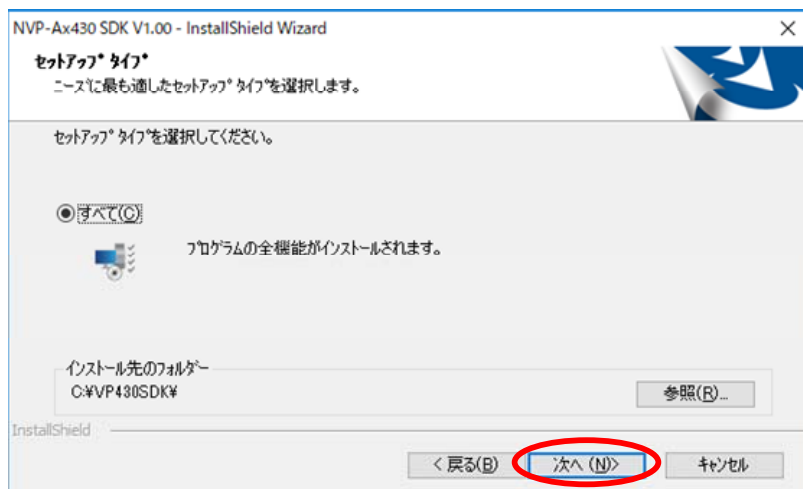 NVP-Ax430 SDK V1.00 - InstallShield Wizard
セットアップ タイプ
ニーズに最も適したセットアップ タイプを選択します。
セットアップ タイプを選択してください。
すべて(C)
プログラムの全機能がインストールされます。
インストール先のフォルダー
C:¥VP430SDK¥
参照(R)...
InstallShield
< 戻る(B)
次へ (N)>
キャンセル